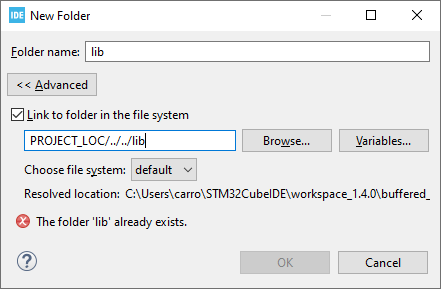 IDE New Folder
Folder name: lib
<< Advanced
Link to folder in the file system
PROJECT_LOC/../../lib Browse... Variables...
Choose file system: default
Resolved location: C:\Users\carro\STM32CubeIDE\workspace_1.4.0\buffered_
The folder 'lib' already exists.
? OK Cancel